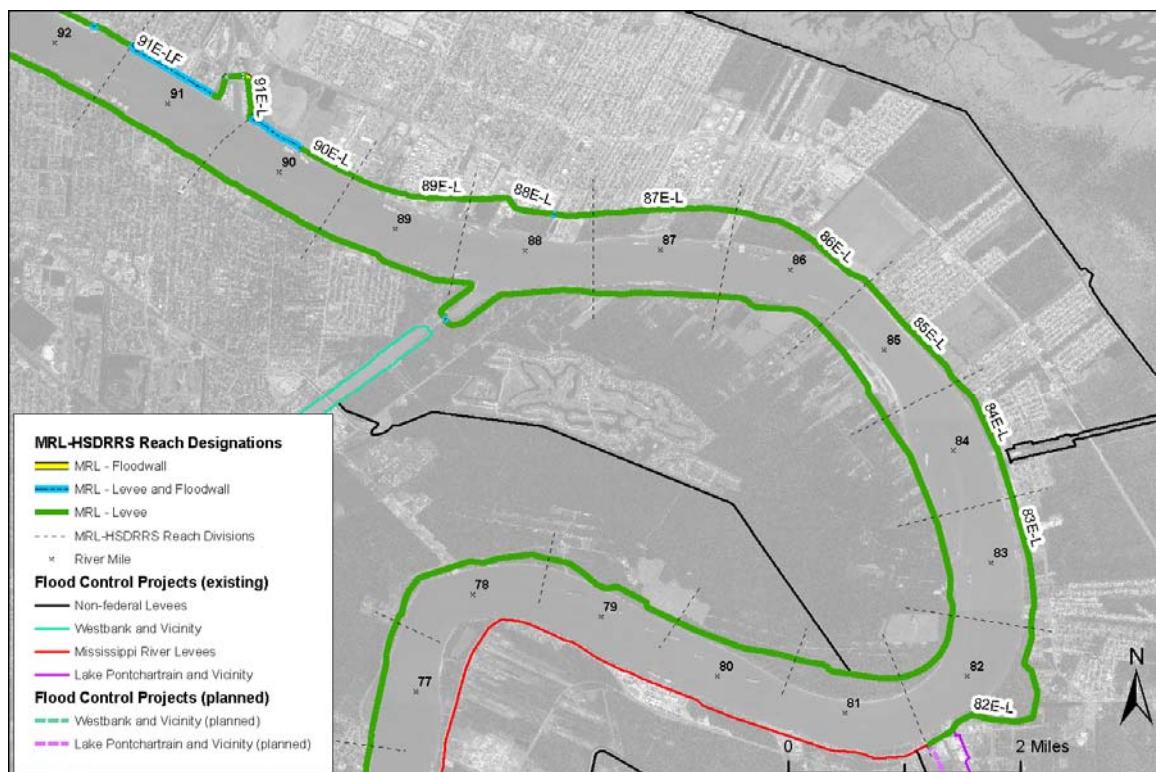 92
91E-LF
91
91E-L
90
90E-L
89E-L
88E-L
87E-L
89
88
87
86
86E-L
85
85E-L
84
84E-L
83
83E-L
82
82E-L
81
80
79
78
77
MRL-HSDRRS Reach Designations
MRL - Floodwall
MRL - Levee and Floodwall
MRL - Levee
MRL-HSDRRS Reach Divisions
River Mile
Flood Control Projects (existing)
Non-federal Levees
Westbank and Vicinity
Mississippi River Levees
Lake Pontchartrain and Vicinity
Flood Control Projects (planned)
Westbank and Vicinity (planned)
Lake Pontchartrain and Vicinity (planned)
N
0 2 Miles